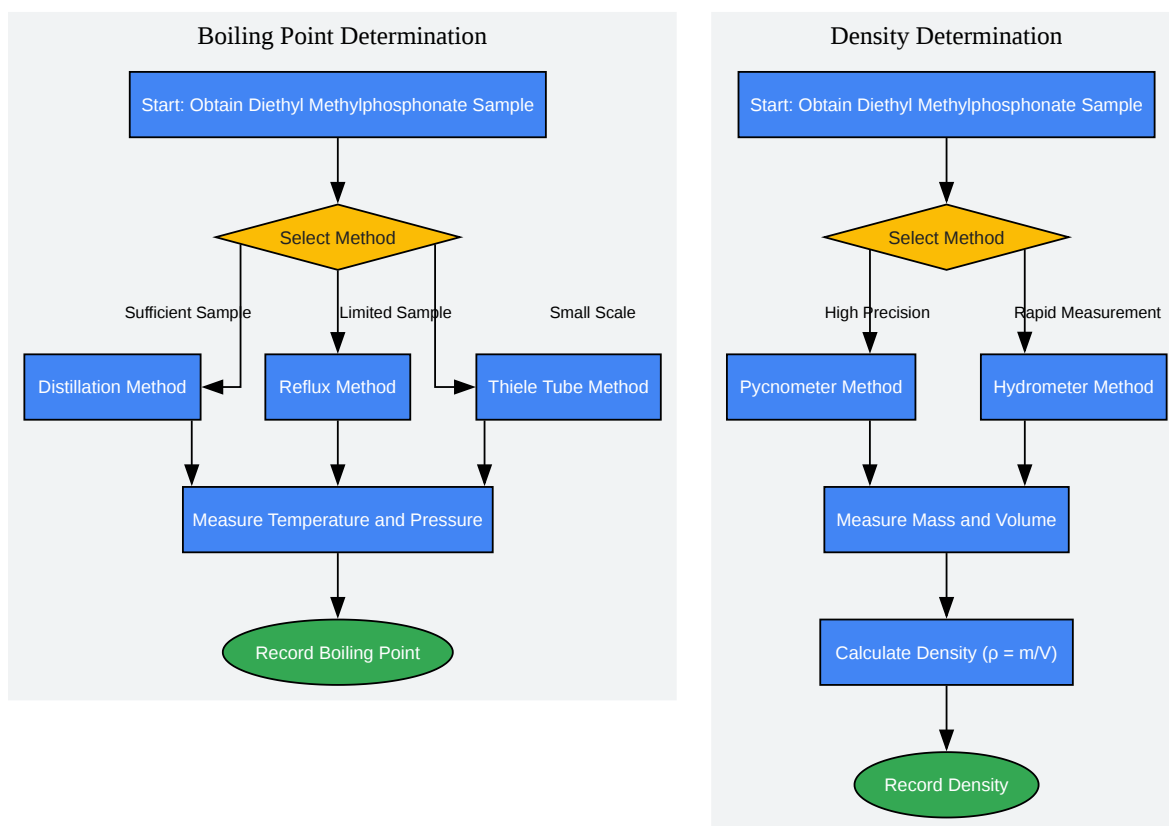 Boiling Point Determination
Start: Obtain Diethyl Methylphosphonate Sample
Select Method
Sufficient Sample
Limited Sample
Small Scale
Distillation Method
Reflux Method
Thiele Tube Method
Measure Temperature and Pressure
Record Boiling Point
Density Determination
Start: Obtain Diethyl Methylphosphonate Sample
Select Method
High Precision
Rapid Measurement
Pycnometer Method
Hydrometer Method
Measure Mass and Volume
Calculate Density (ρ = m/V)
Record Density